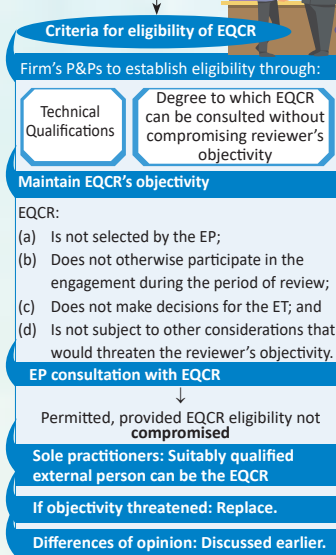 Criteria for eligibility of EQCR
Firm's P&Ps to establish eligibility through:
Technical
Qualifications
Degree to which EQCR
can be consulted without
compromising reviewer's
objectivity
Maintain EQCR's objectivity
EQCR:
(a) Is not selected by the EP;
(b) Does not otherwise participate in the
engagement during the period of review;
(c) Does not make decisions for the ET; and
(d) Is not subject to other considerations that
would threaten the reviewer's objectivity.
EP consultation with EQCR
↓
Permitted, provided EQCR eligibility not
compromised
Sole practitioners: Suitably qualified
external person can be the EQCR
If objectivity threatened: Replace.
Differences of opinion: Discussed earlier.